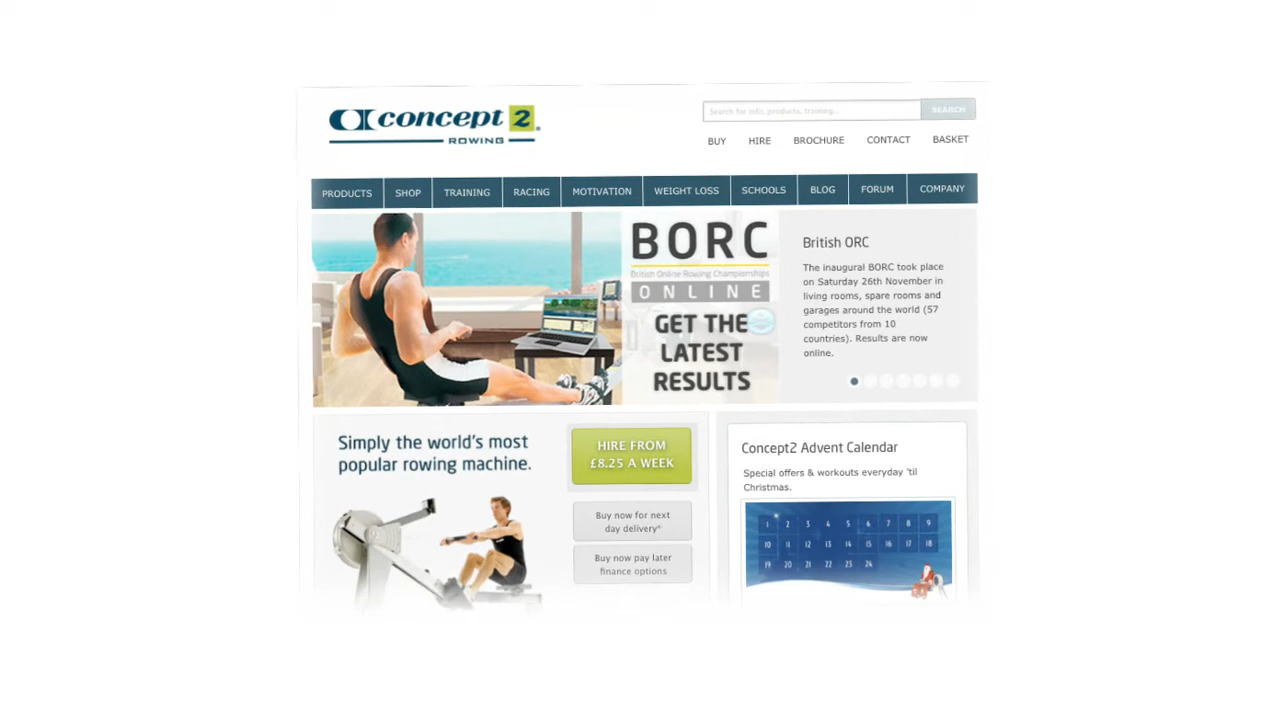 concept 2
ROWING
Search for info, products, training...
SEARCH
BUY HIRE BROCHURE CONTACT BASKET
PRODUCTS SHOP TRAINING RACING MOTIVATION WEIGHT LOSS SCHOOLS BLOG FORUM COMPANY
BORC
British Online Rowing Championships
ONLINE
GET THE
LATEST
RESULTS
British ORC
The inaugural BORC took place
on Saturday 26th November in
living rooms, spare rooms and
garages around the world (57
competitors from 10
countries). Results are now
online.
Simply the world's most
popular rowing machine.
HIRE FROM
£8.25 A WEEK
Buy now for next
day delivery*
Buy now pay later
finance options
Concept2 Advent Calendar
Special offers & workouts everyday 'til
Christmas.
1 2 3 4 5 6 7 8 9
10 11 12 13 14 15 16 17 18
19 20 21 22 23 24